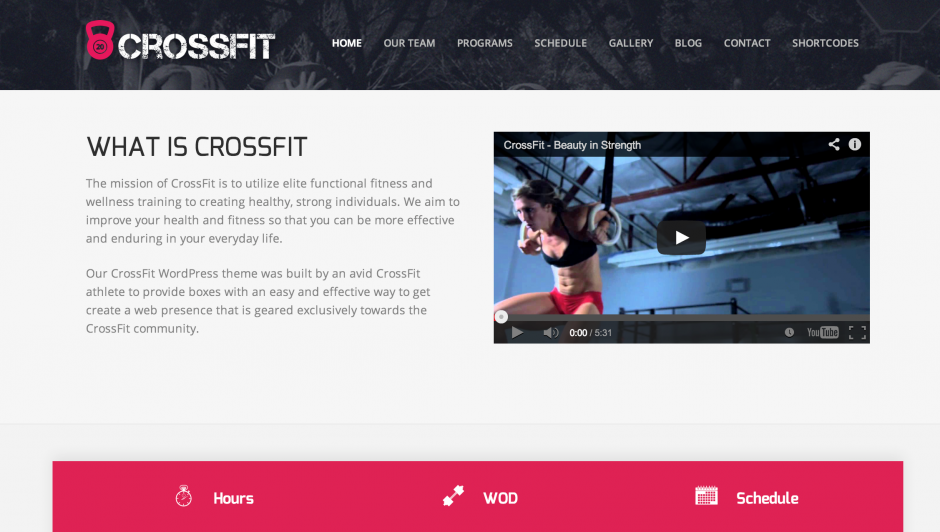 CROSSFIT
HOME OUR TEAM PROGRAMS SCHEDULE GALLERY BLOG CONTACT SHORTCODES
WHAT IS CROSSFIT
The mission of CrossFit is to utilize elite functional fitness and
wellness training to creating healthy, strong individuals. We aim to
improve your health and fitness so that you can be more effective
and enduring in your everyday life.
Our CrossFit WordPress theme was built by an avid CrossFit
athlete to provide boxes with an easy and effective way to get
create a web presence that is geared exclusively towards the
CrossFit community.
CrossFit - Beauty in Strength
0:00 / 5:31
YouTube
Hours WOD Schedule